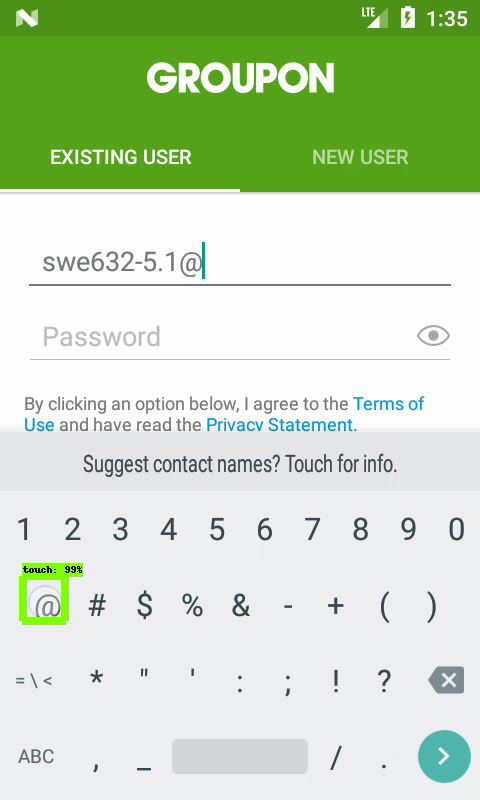 LTE 1:35
GROUPON
EXISTING USER NEW USER
swe632-5.1@
Password
By clicking an option below, I agree to the Terms of
Use and have read the Privacy Statement.
Suggest contact names? Touch for info.
1 2 3 4 5 6 7 8 9 0
touch: 99%
@ # $ % & - + ( )
= \ < * " ' : ; ! ?
ABC , _ / .